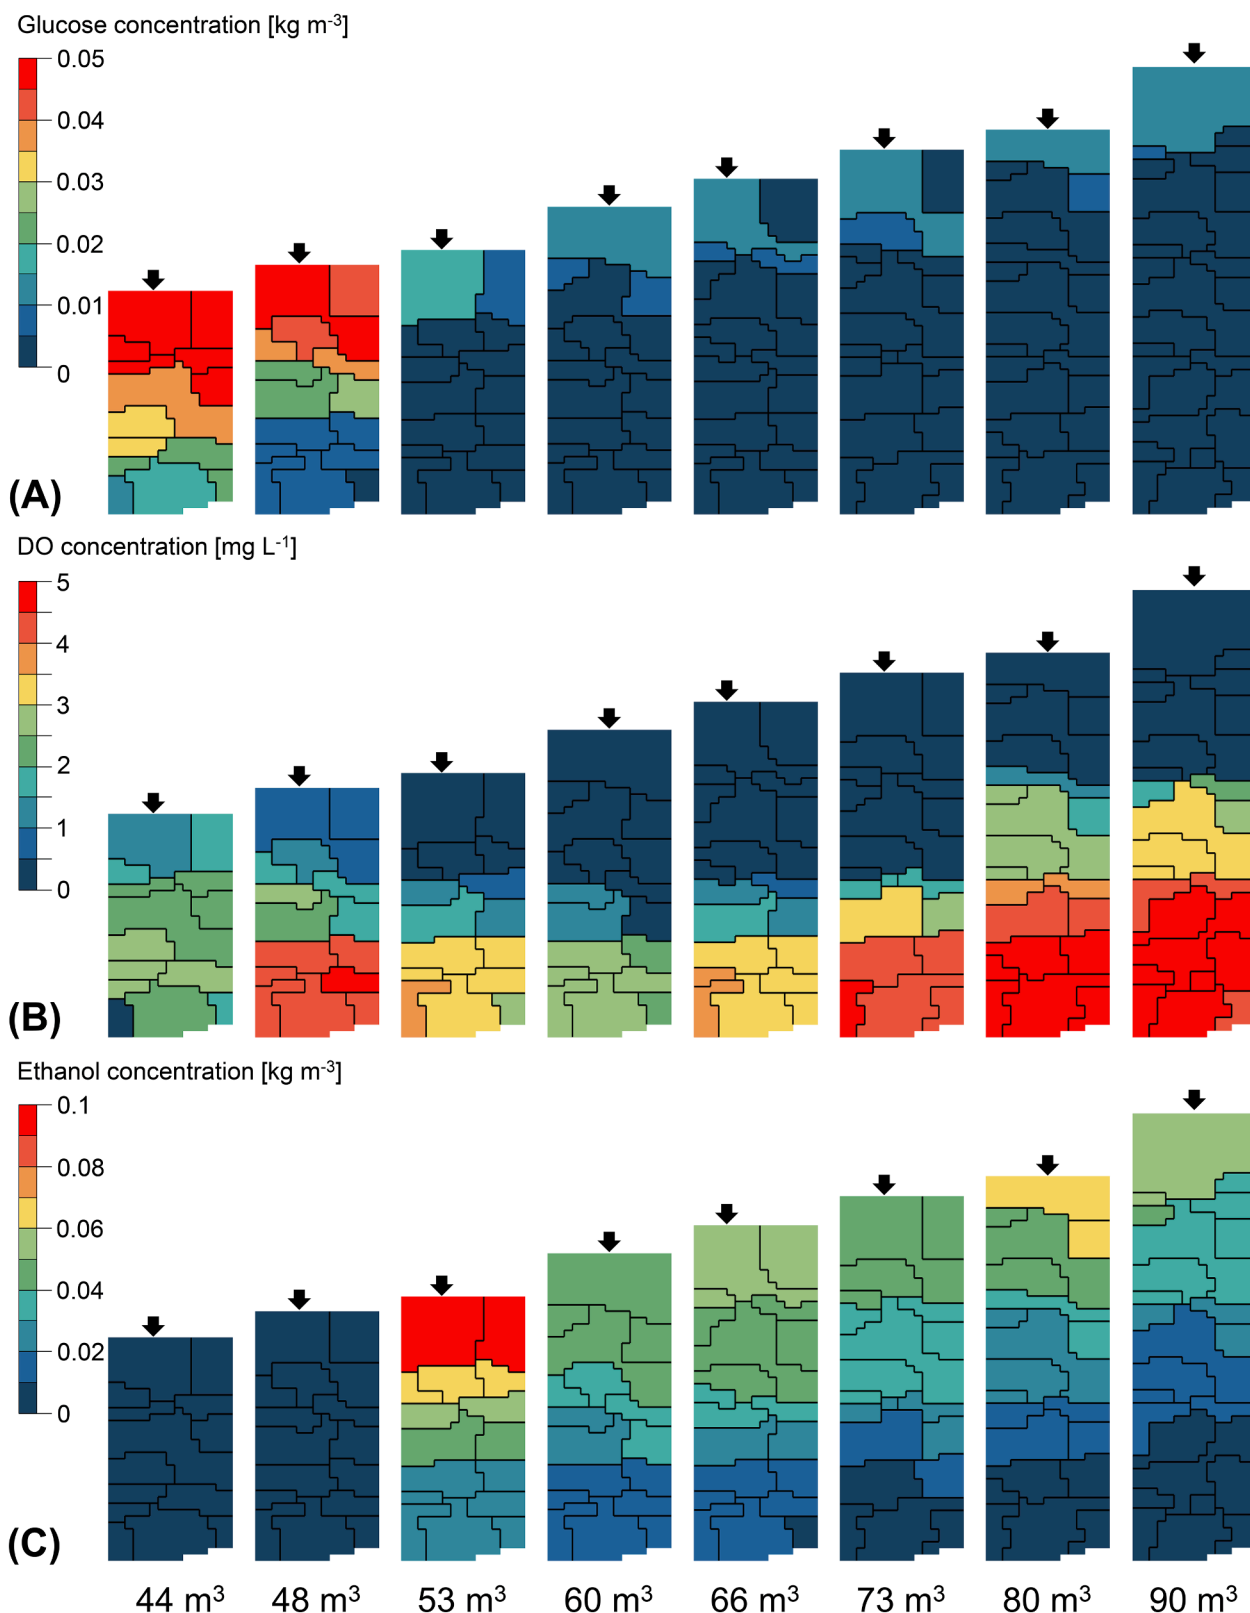 Glucose concentration [kg m⁻³]
0.05
0.04
0.03
0.02
0.01
0
(A)
DO concentration [mg L⁻¹]
5
4
3
2
1
0
(B)
Ethanol concentration [kg m⁻³]
0.1
0.08
0.06
0.04
0.02
0
(C)
44 m³ 48 m³ 53 m³ 60 m³ 66 m³ 73 m³ 80 m³ 90 m³